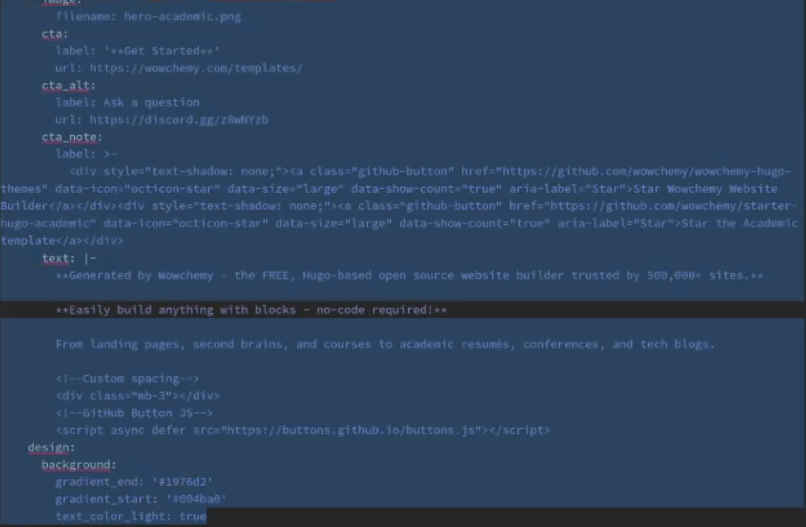 image:
filename: hero-academic.png
cta:
label: '**Get Started**'
url: https://wowchemy.com/templates/
cta_alt:
label: Ask a question
url: https://discord.gg/z8wNYzb
cta_note:
label: >-
<div style="text-shadow: none;"><a class="github-button" href="https://github.com/wowchemy/wowchemy-hugo-
themes" data-icon="octicon-star" data-size="large" data-show-count="true" aria-label="Star">Star Wowchemy Website
Builder</a></div><div style="text-shadow: none;"><a class="github-button" href="https://github.com/wowchemy/starter-
hugo-academic" data-icon="octicon-star" data-size="large" data-show-count="true" aria-label="Star">Star the Academic
template</a></div>
text: |-
**Generated by Wowchemy - the FREE, Hugo-based open source website builder trusted by 500,000+ sites.**
**Easily build anything with blocks - no-code required!**
From landing pages, second brains, and courses to academic resumés, conferences, and tech blogs.
<!--Custom spacing-->
<div class="mb-3"></div>
<!--GitHub Button JS-->
<script async defer src="https://buttons.github.io/buttons.js"></script>
design:
background:
gradient_end: '#1976d2'
gradient_start: '#004ba0'
text_color_light: true